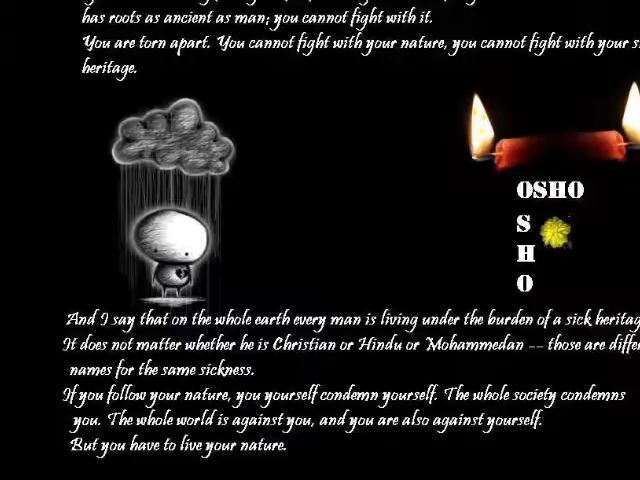 has roots as ancient as man; you cannot fight with it.
You are torn apart. You cannot fight with your nature, you cannot fight with your
heritage.
OSHO
S
H
O
And I say that on the whole earth every man is living under the burden of a sick
It does not matter whether he is Christian or Hindu or Mohammedan -- those are
names for the same sickness.
If you follow your nature, you yourself condemn yourself. The whole society condemns
you. The whole world is against you, and you are also against yourself.
But you have to live your nature.